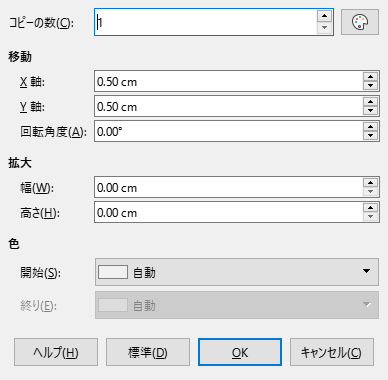 コピーの数(C): 1
移動
X 軸: 0.50 cm
Y 軸: 0.50 cm
回転角度(A): 0.00°
拡大
幅(W): 0.00 cm
高さ(H): 0.00 cm
色
開始(S): 自動
終り(E): 自動
ヘルプ(H) 標準(D) OK キャンセル(C)